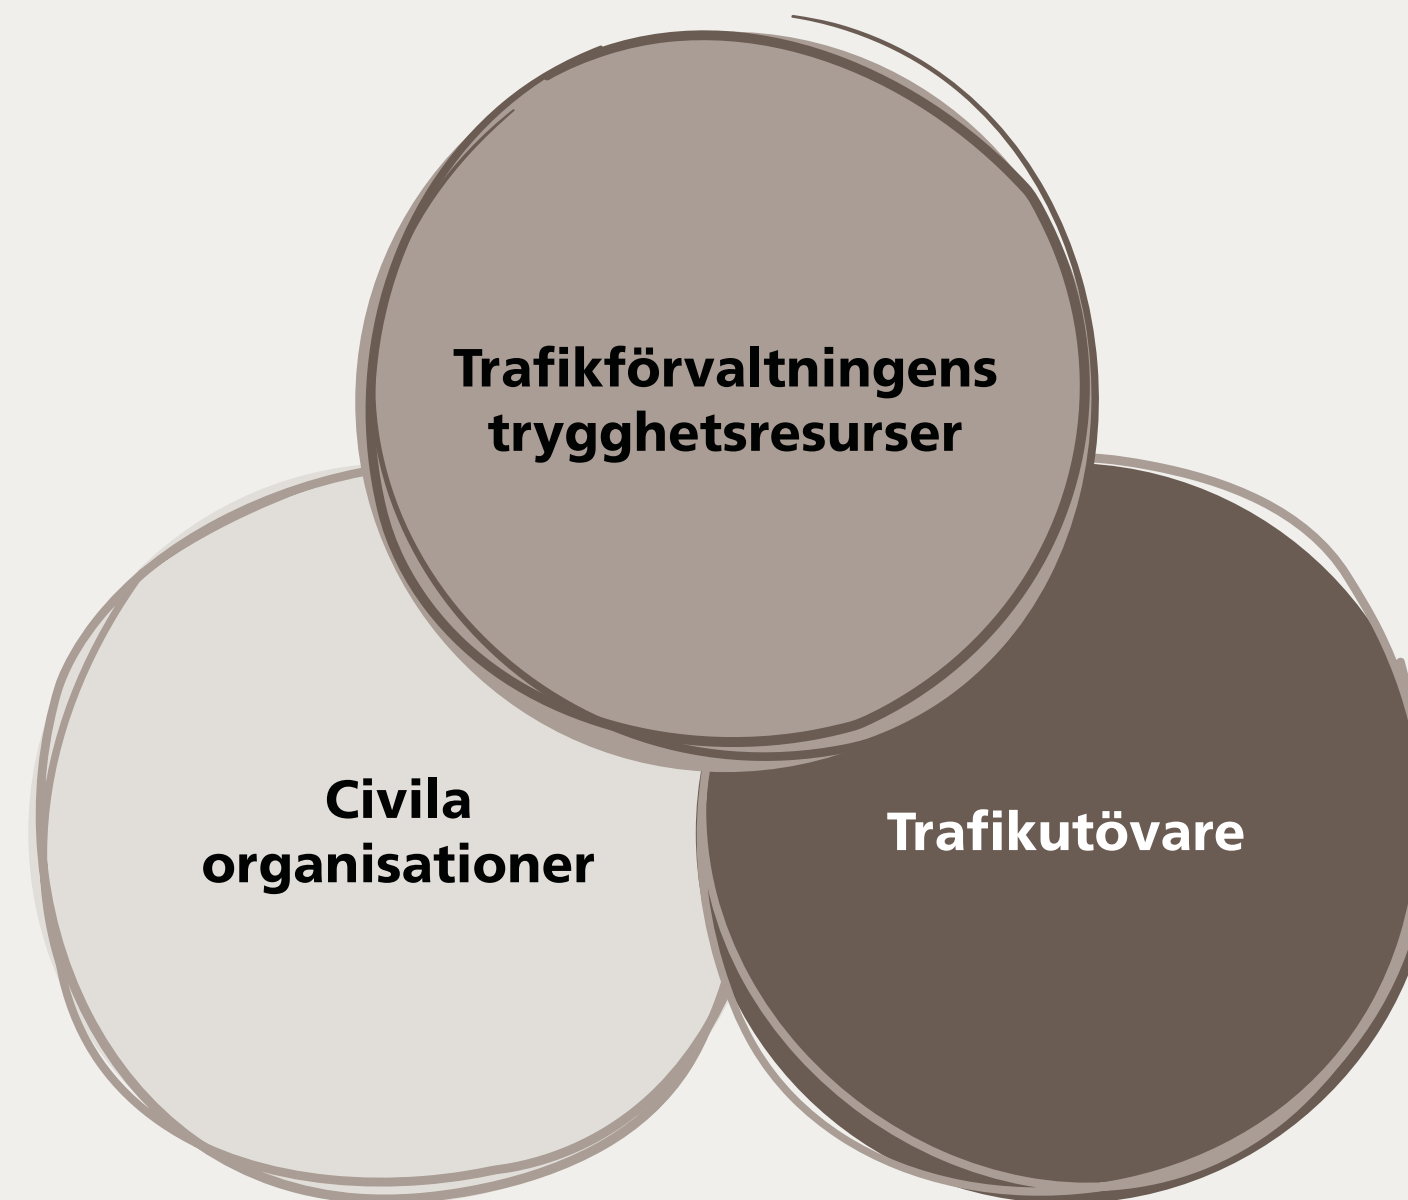 Trafikförvaltningens
trygghetsresurser
Civila
organisationer
Trafikutövare